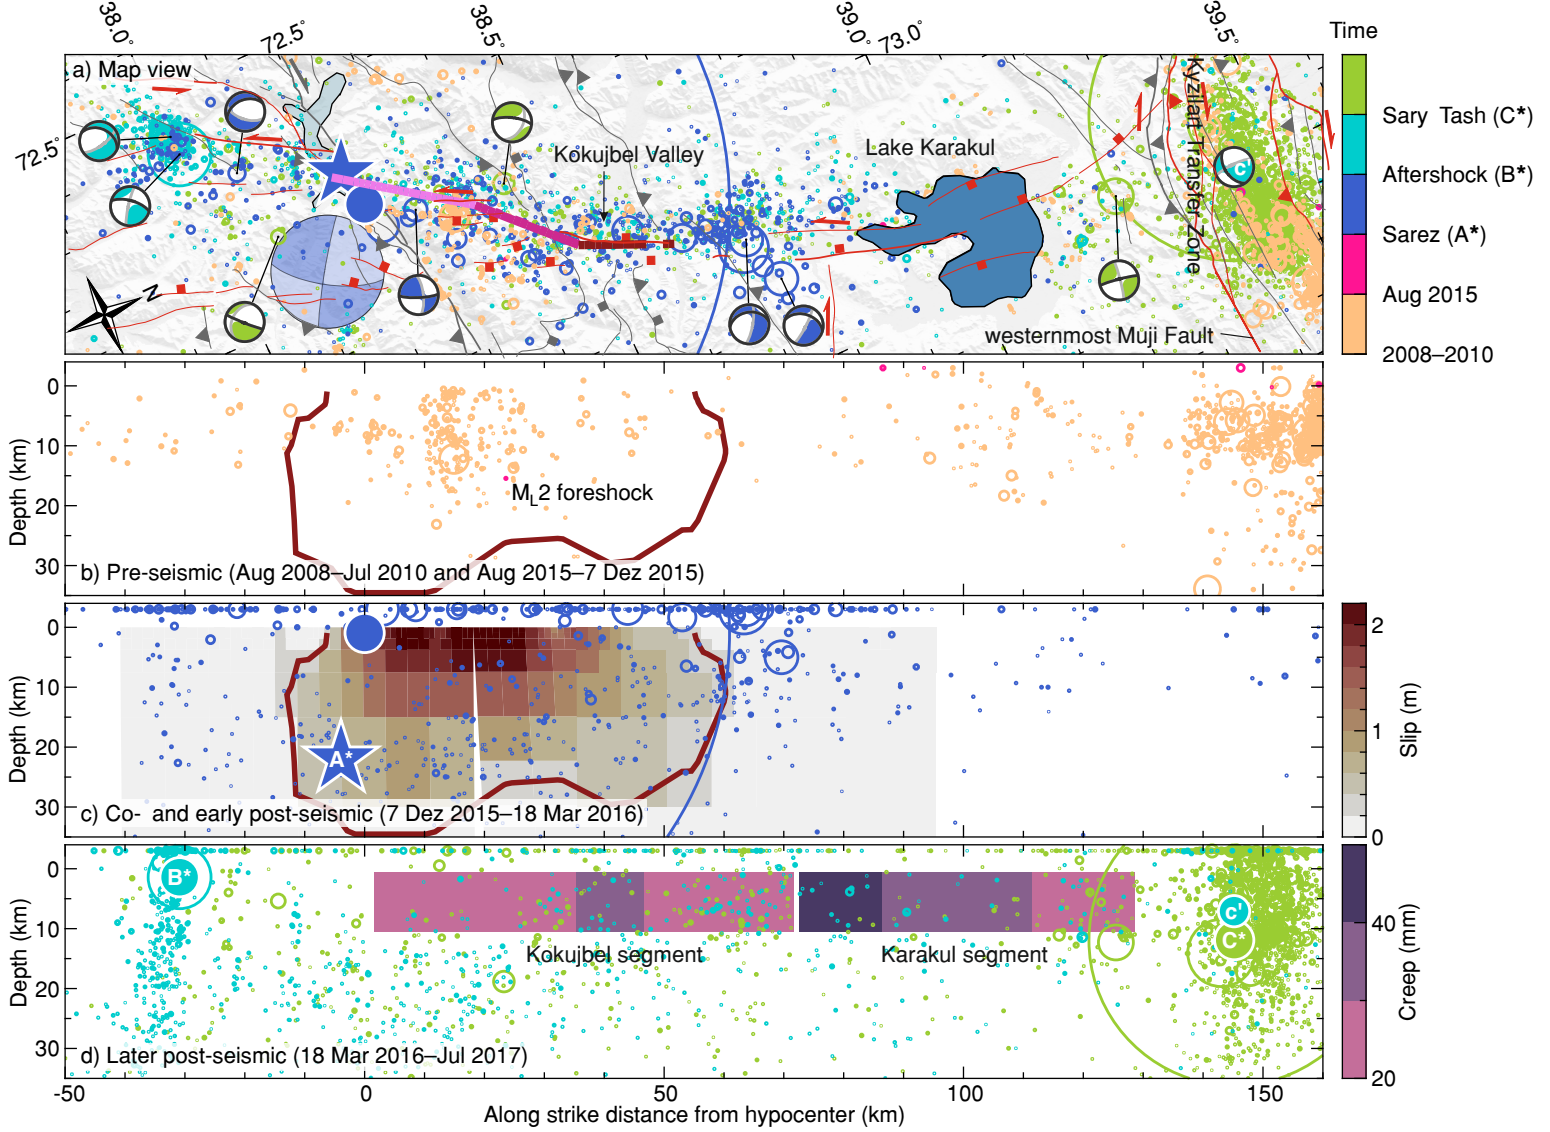 38.0°
72.5°
38.5°
39.0°
73.0°
39.5°
Time
a) Map view
72.5°
Kokujbel Valley
Lake Karakul
Kyzilart Transfer Zone
c
N
westernmost Muji Fault
Sary Tash (C*)
Aftershock (B*)
Sarez (A*)
Aug 2015
2008–2010
0
10
20
30
Depth (km)
ML2 foreshock
b) Pre-seismic (Aug 2008–Jul 2010 and Aug 2015–7 Dez 2015)
0
10
20
30
Depth (km)
A*
c) Co- and early post-seismic (7 Dez 2015–18 Mar 2016)
2
1
0
Slip (m)
0
10
20
30
Depth (km)
B*
c'
C*
Kokujbel segment
Karakul segment
d) Later post-seismic (18 Mar 2016–Jul 2017)
40
20
Creep (mm)
-50
0
50
100
150
Along strike distance from hypocenter (km)